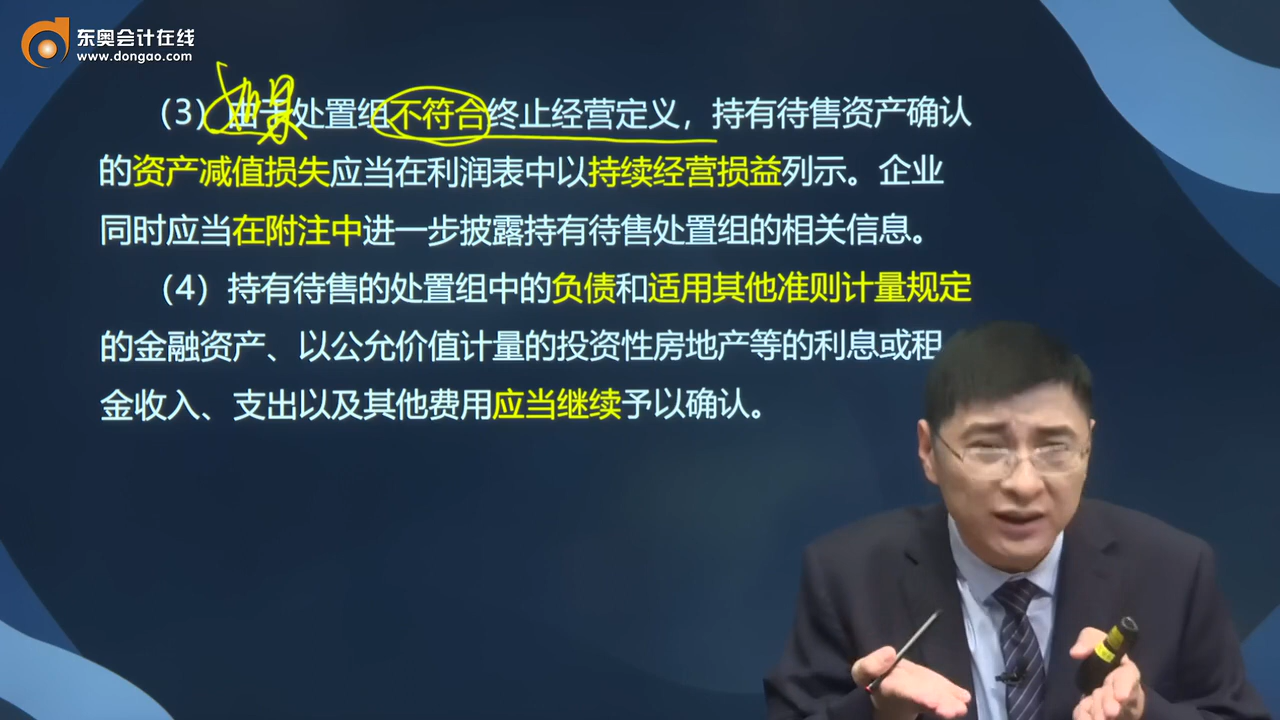 东奥会计在线
www.dongao.com
（3）由于处置组不符合终止经营定义，持有待售资产确认
的资产减值损失应当在利润表中以持续经营损益列示。企业
同时应当在附注中进一步披露持有待售处置组的相关信息。
（4）持有待售的处置组中的负债和适用其他准则计量规定
的金融资产、以公允价值计量的投资性房地产等的利息或租
金收入、支出以及其他费用应当继续予以确认。